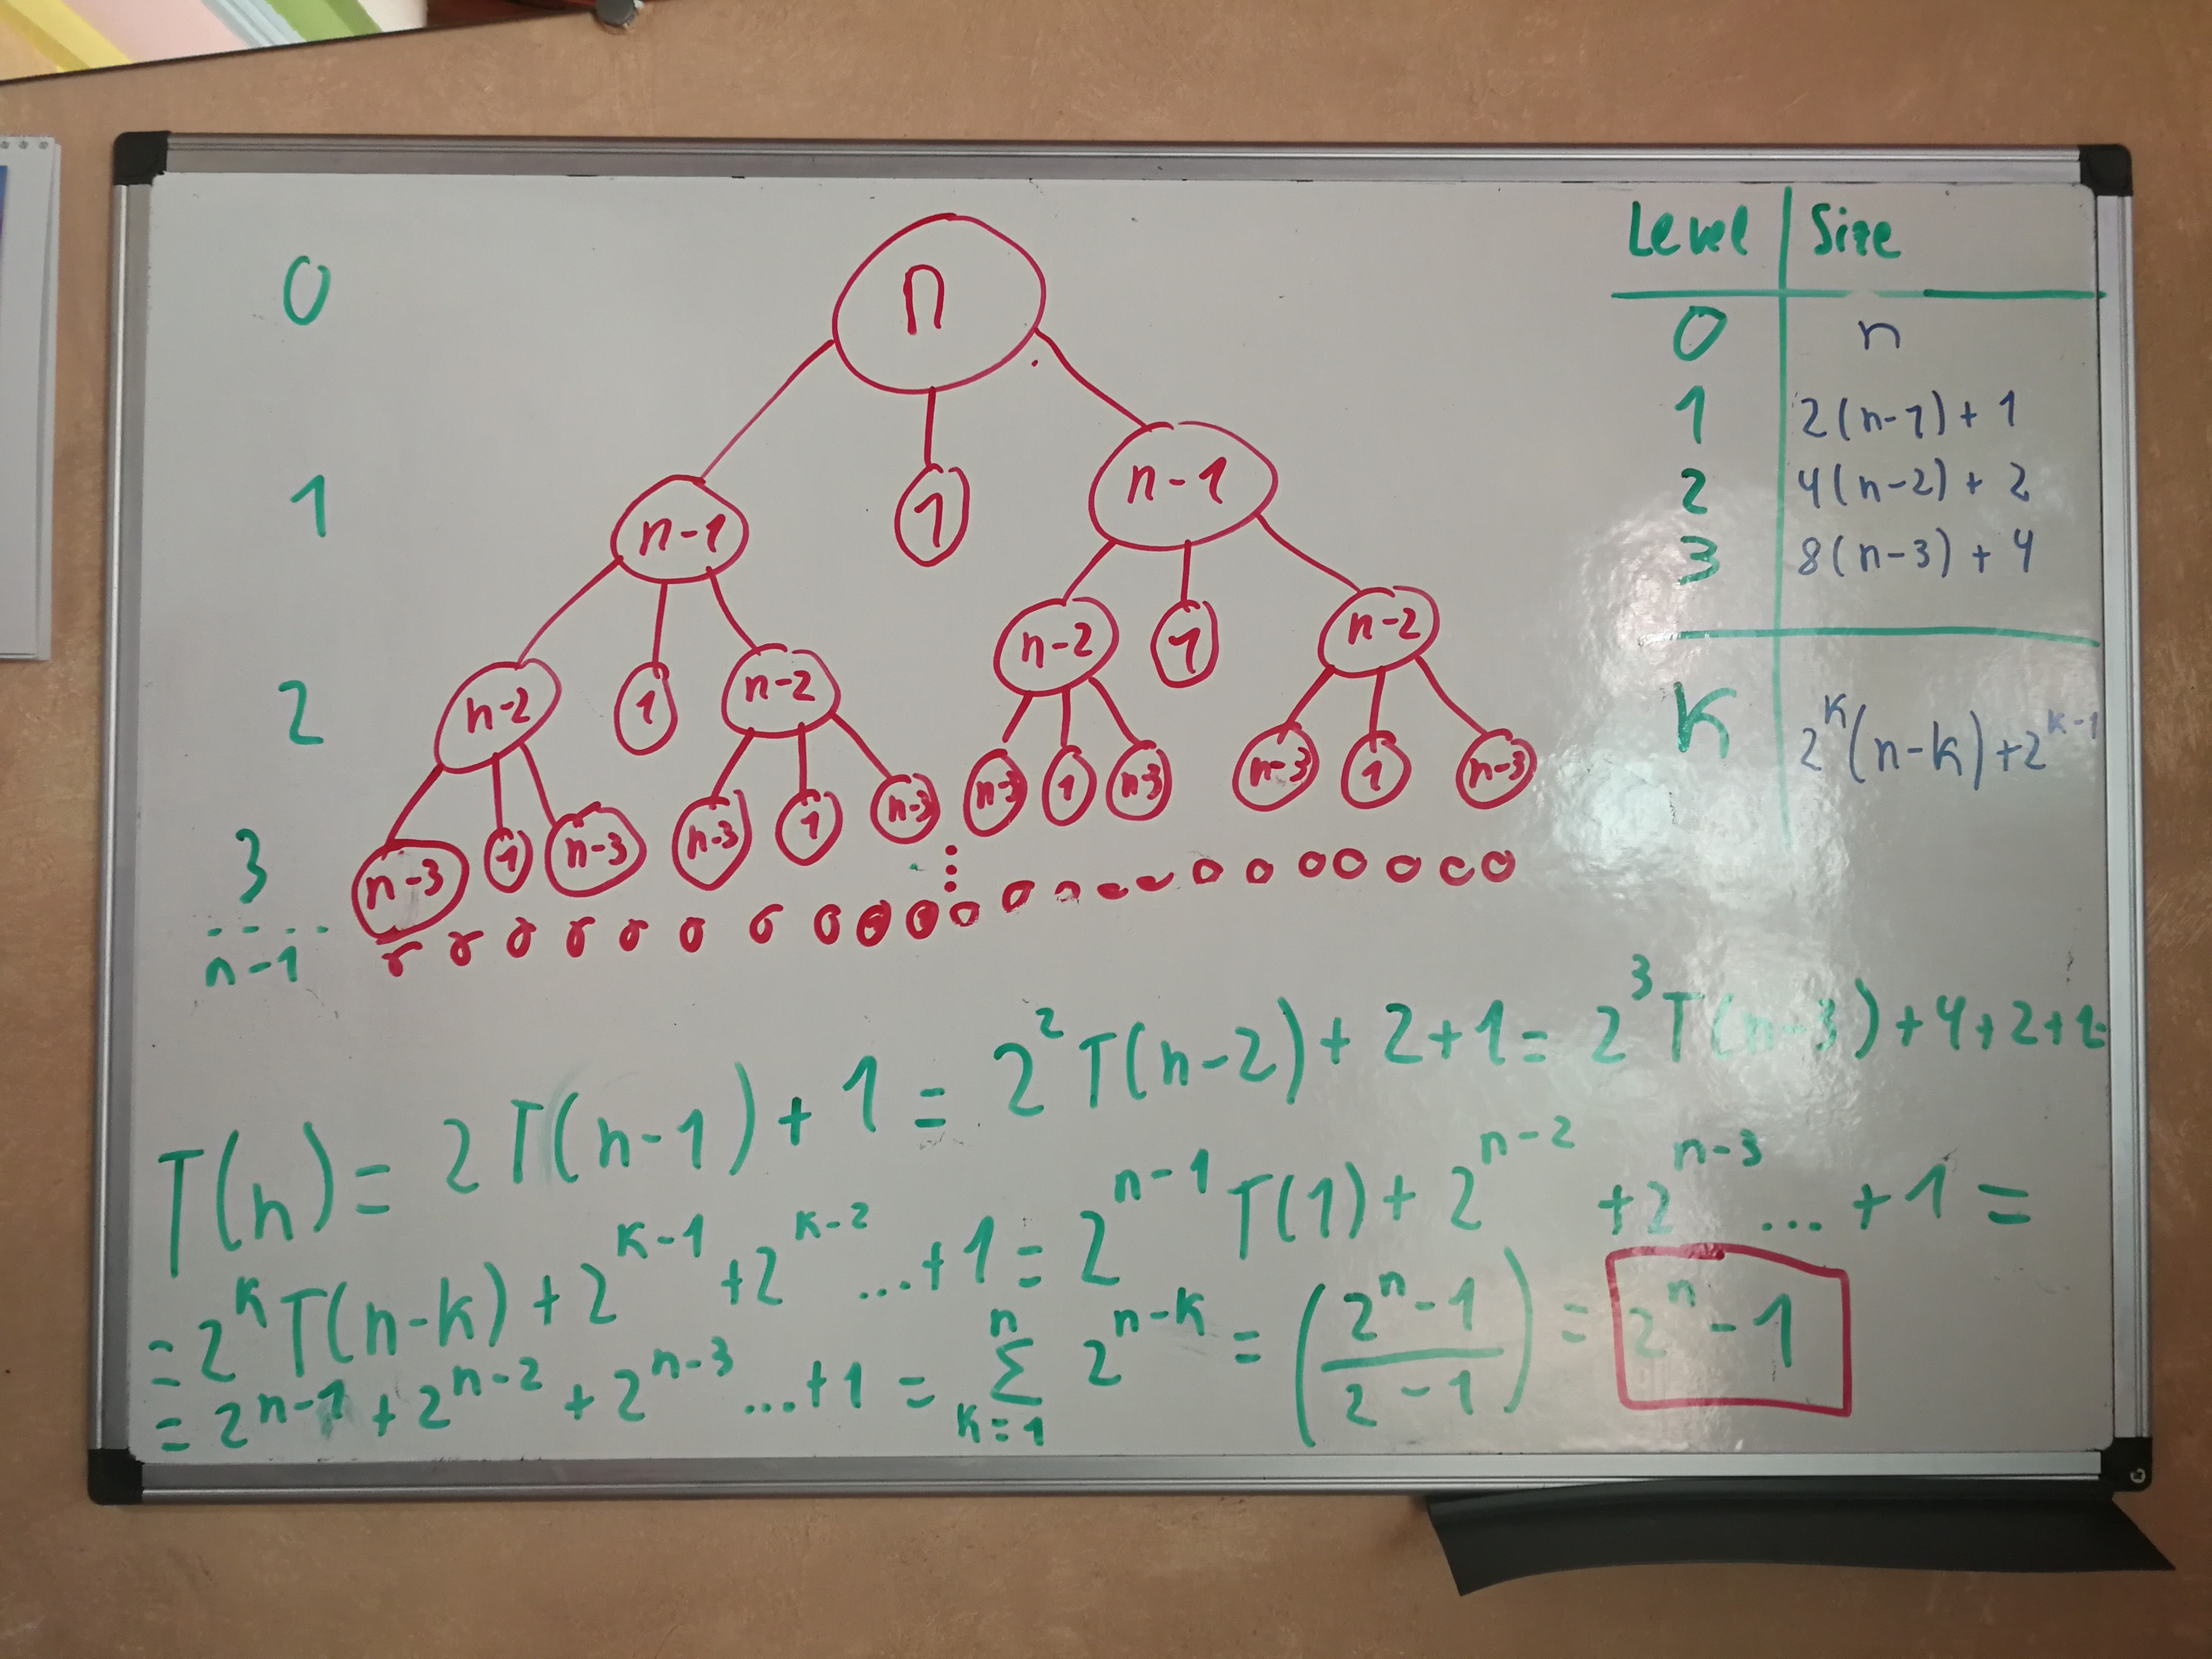 0
n
1
n-1 1 n-1
2
n-2 1 n-2 n-2 1 n-2
3
n-3 1 n-3 n-3 1 n-3 n-3 1 n-3 n-3 1 n-3
....
n-1
Level Size
0 n
1 2(n-1)+1
2 4(n-2)+2
3 8(n-3)+4
K 2^K(n-k)+2^{k-1}
T(n)= 2T(n-1)+1 = 2^2T(n-2)+2+1= 2^3T(n-3)+4+2+1=
=2^KT(n-k)+2^{K-1}+2^{K-2}...+1=2^{n-1}T(1)+2^{n-2}+2^{n-3}...+1=
=2^{n-1}+2^{n-2}+2^{n-3}...+1=∑_{K=1}^{n} 2^{n-K}=(\frac{2^n-1}{2-1})=2^n-1